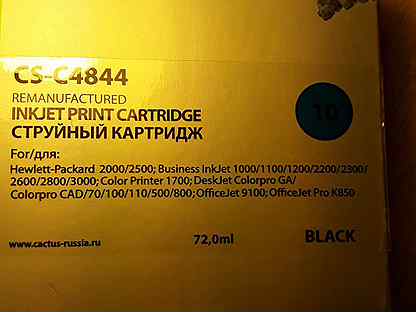 CS-C4844
REMANUFACTURED
INKJET PRINT CARTRIDGE
СТРУЙНЫЙ КАРТРИДЖ
10
For/для:
Hewlett-Packard 2000/2500; Business InkJet 1000/1100/1200/2200/2300/
2600/2800/3000; Color Printer 1700; DeskJet Colorpro GA/
Colorpro CAD/70/100/110/500/800; OfficeJet 9100; OfficeJet Pro K850
www.cactus-russia.ru
72,0ml
BLACK